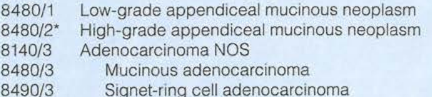 8480/1 Low-grade appendiceal mucinous neoplasm
8480/2* High-grade appendiceal mucinous neoplasm
8140/3 Adenocarcinoma NOS
8480/3 Mucinous adenocarcinoma
8490/3 Signet-ring cell adenocarcinoma